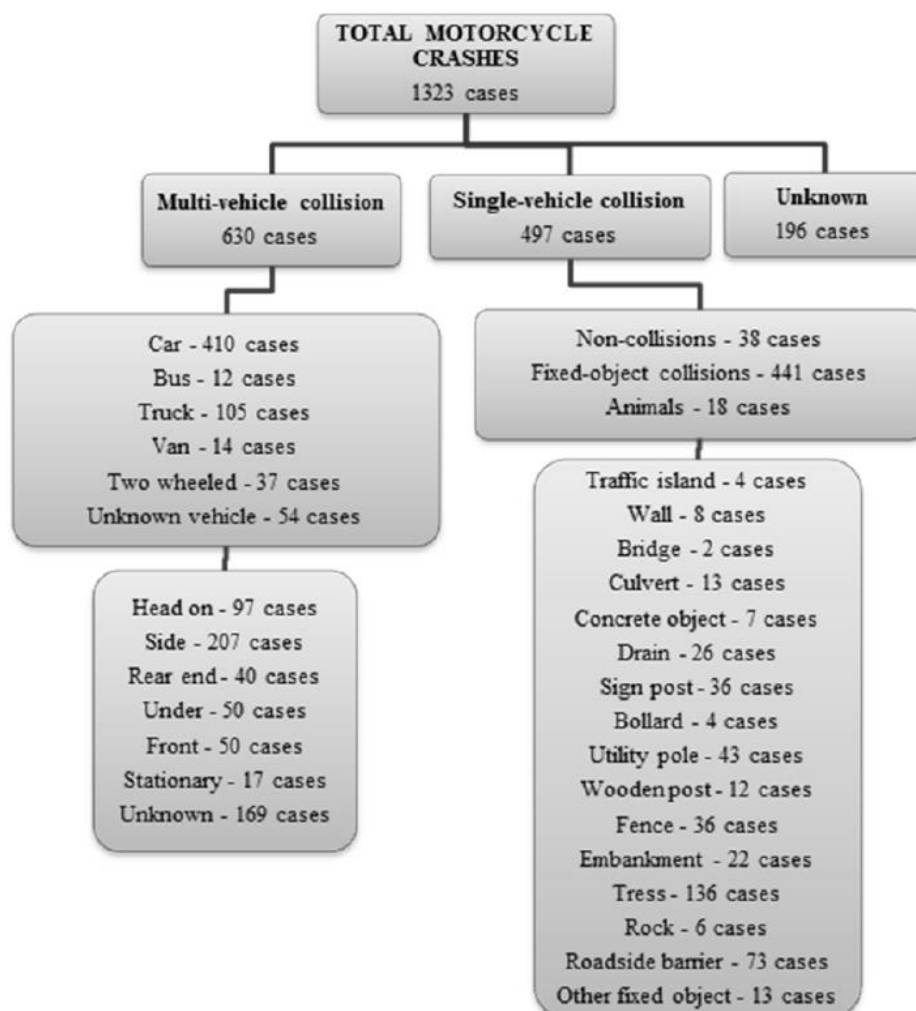 TOTAL MOTORCYCLE
CRASHES
1323 cases
Multi-vehicle collision
630 cases
Single-vehicle collision
497 cases
Unknown
196 cases
Car - 410 cases
Bus - 12 cases
Truck - 105 cases
Van - 14 cases
Two wheeled - 37 cases
Unknown vehicle - 54 cases
Non-collisions - 38 cases
Fixed-object collisions - 441 cases
Animals - 18 cases
Head on - 97 cases
Side - 207 cases
Rear end - 40 cases
Under - 50 cases
Front - 50 cases
Stationary - 17 cases
Unknown - 169 cases
Traffic island - 4 cases
Wall - 8 cases
Bridge - 2 cases
Culvert - 13 cases
Concrete object - 7 cases
Drain - 26 cases
Sign post - 36 cases
Bollard - 4 cases
Utility pole - 43 cases
Wooden post - 12 cases
Fence - 36 cases
Embankment - 22 cases
Tress - 136 cases
Rock - 6 cases
Roadside barrier - 73 cases
Other fixed object - 13 cases